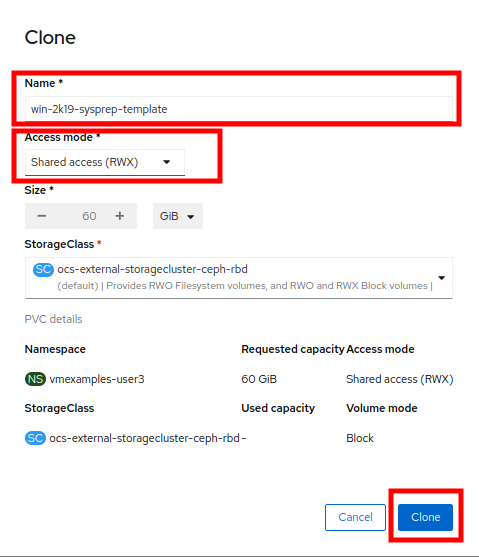 Clone
Name *
win-2k19-sysprep-template
Access mode *
Shared access (RWX)
Size *
60 GiB
StorageClass *
SC ocs-external-storagecluster-ceph-rbd
(default) | Provides RWO Filesystem volumes, and RWO and RWX Block volumes |
PVC details
Namespace Requested capacity Access mode
NS vmexamples-user3 60 GiB Shared access (RWX)
StorageClass Used capacity Volume mode
SC ocs-external-storagecluster-ceph-rbd - Block
Cancel Clone